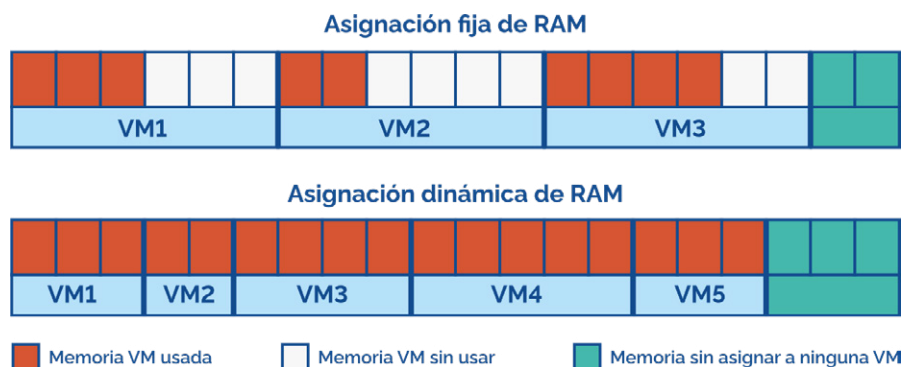 Asignación fija de RAM
VM1 VM2 VM3
Asignación dinámica de RAM
VM1 VM2 VM3 VM4 VM5
Memoria VM usada Memoria VM sin usar Memoria sin asignar a ninguna VM